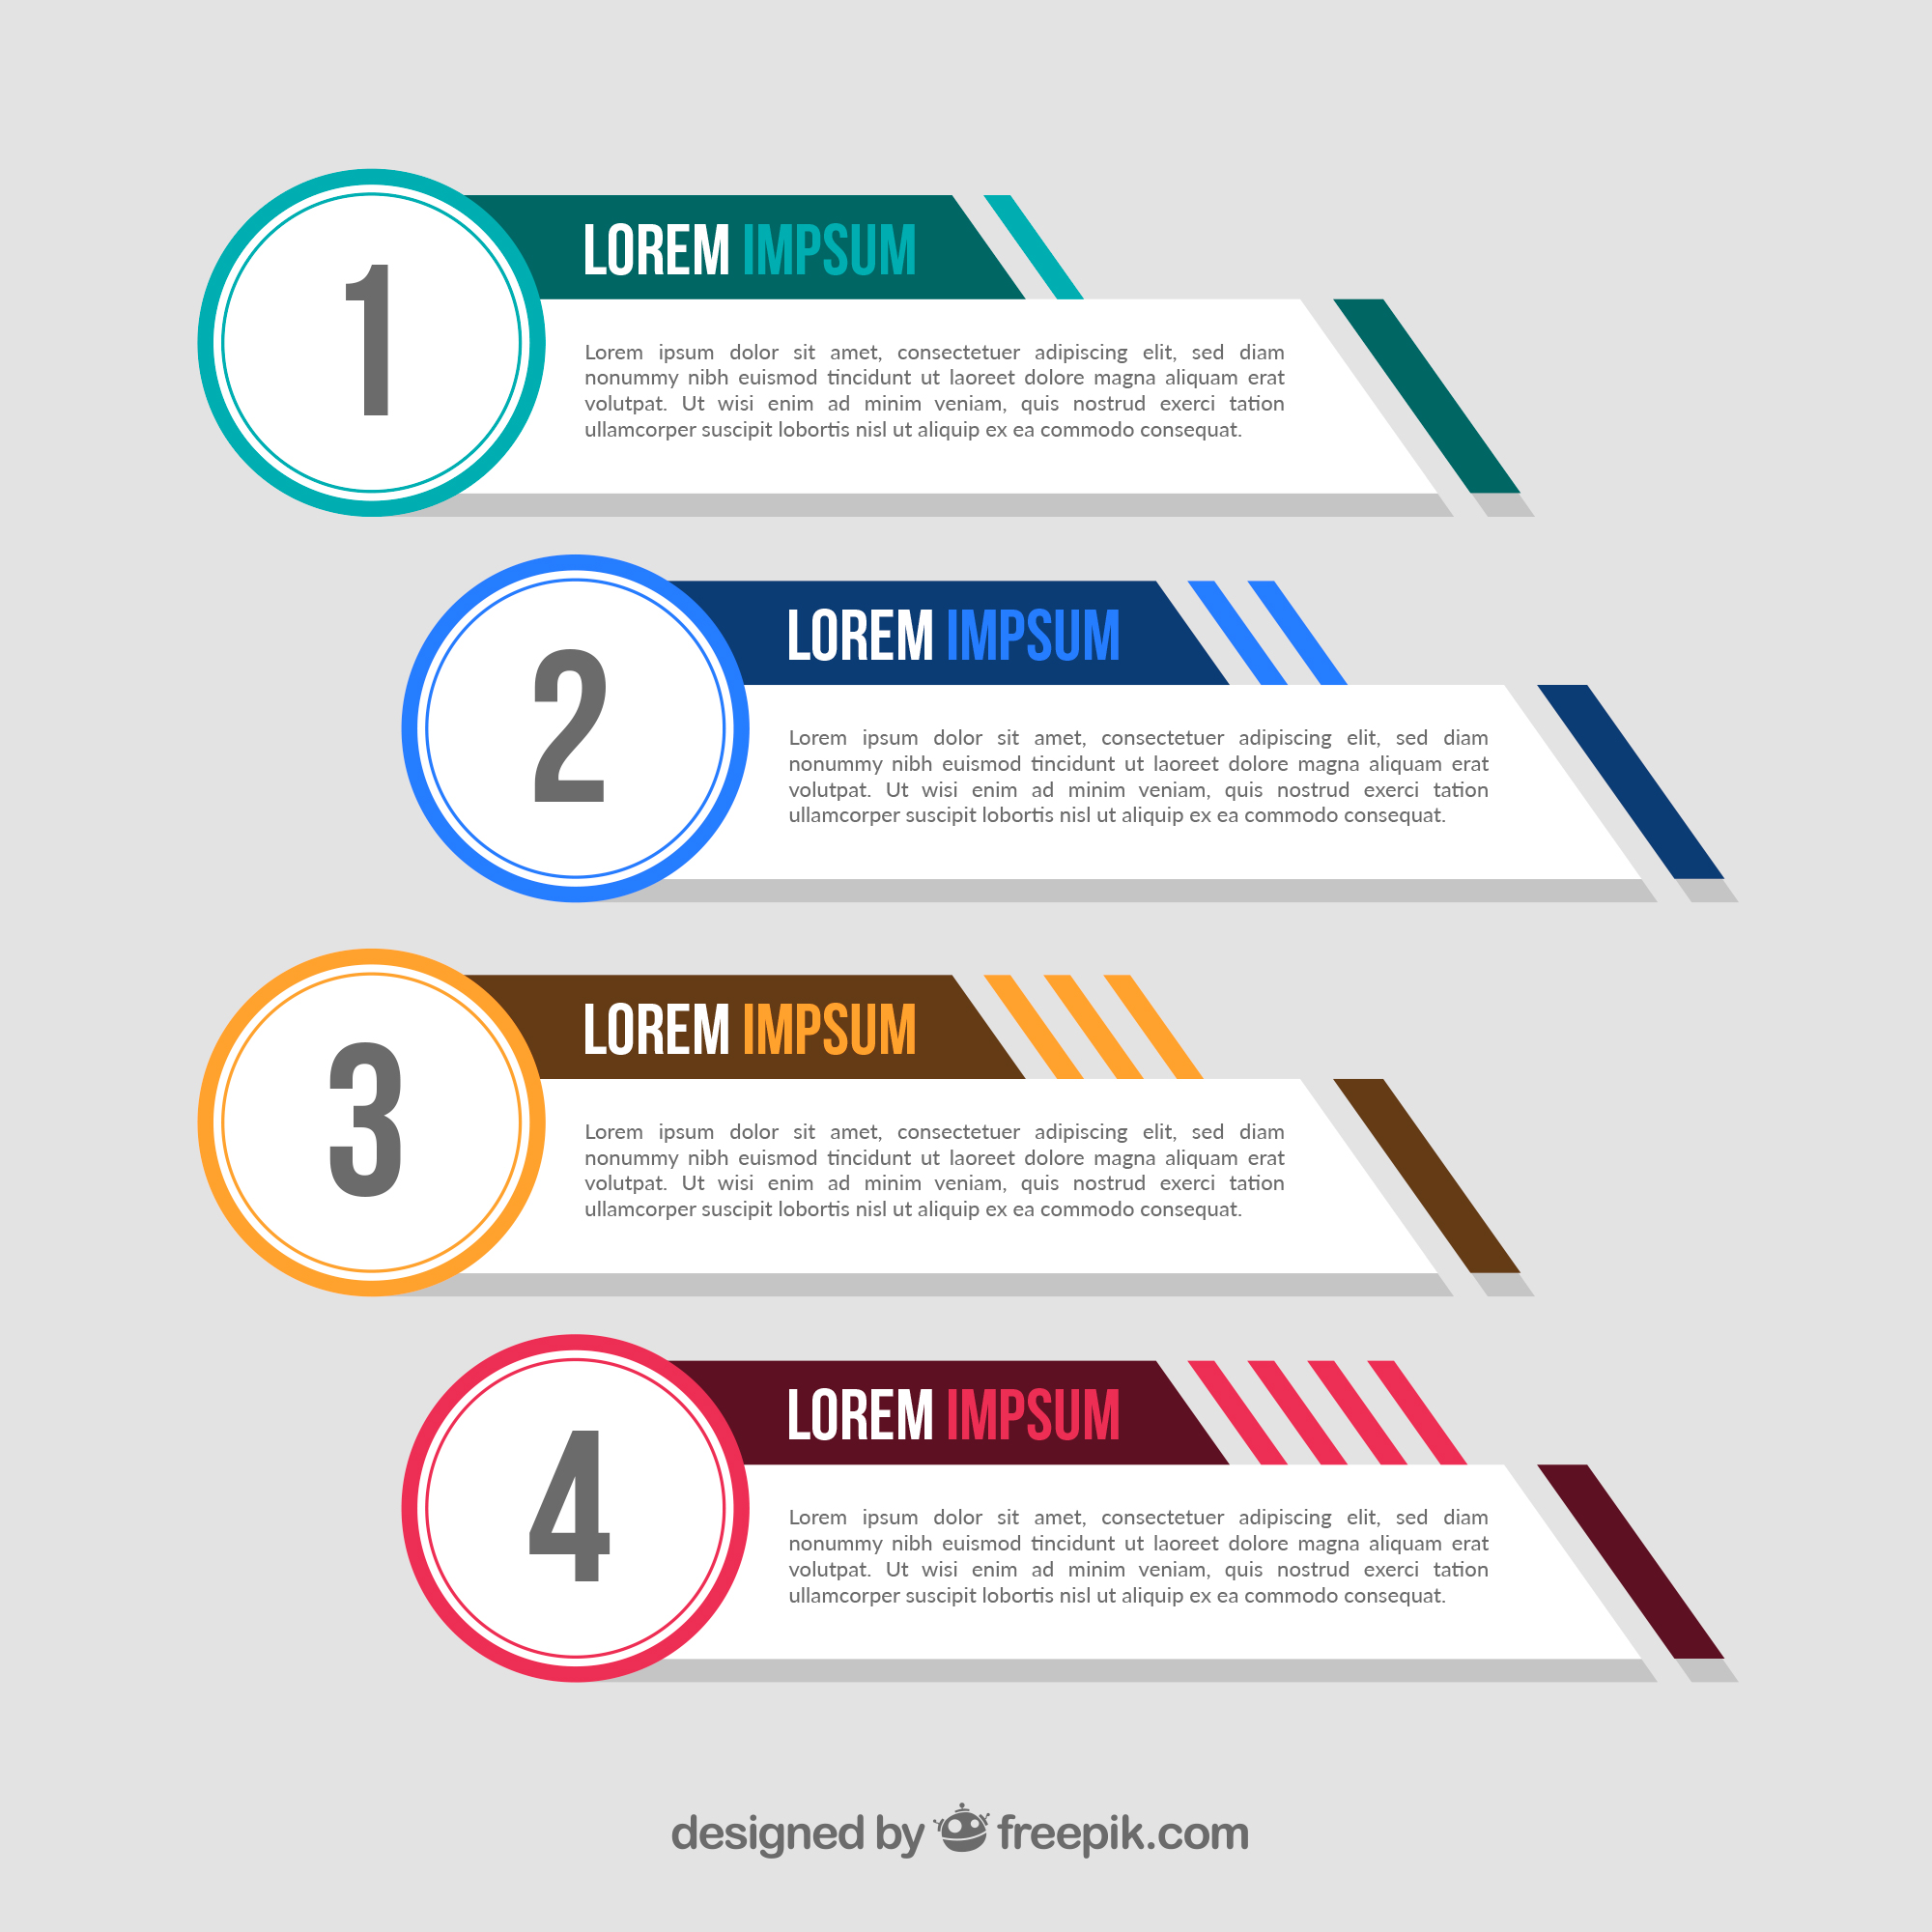 1
LOREM IMPSUM
Lorem ipsum dolor sit amet, consectetuer adipiscing elit, sed diam
nonummy nibh euismod tincidunt ut laoreet dolore magna aliquam erat
volutpat. Ut wisi enim ad minim veniam, quis nostrud exerci tation
ullamcorper suscipit lobortis nisl ut aliquip ex ea commodo consequat.
2
LOREM IMPSUM
Lorem ipsum dolor sit amet, consectetuer adipiscing elit, sed diam
nonummy nibh euismod tincidunt ut laoreet dolore magna aliquam erat
volutpat. Ut wisi enim ad minim veniam, quis nostrud exerci tation
ullamcorper suscipit lobortis nisl ut aliquip ex ea commodo consequat.
3
LOREM IMPSUM
Lorem ipsum dolor sit amet, consectetuer adipiscing elit, sed diam
nonummy nibh euismod tincidunt ut laoreet dolore magna aliquam erat
volutpat. Ut wisi enim ad minim veniam, quis nostrud exerci tation
ullamcorper suscipit lobortis nisl ut aliquip ex ea commodo consequat.
4
LOREM IMPSUM
Lorem ipsum dolor sit amet, consectetuer adipiscing elit, sed diam
nonummy nibh euismod tincidunt ut laoreet dolore magna aliquam erat
volutpat. Ut wisi enim ad minim veniam, quis nostrud exerci tation
ullamcorper suscipit lobortis nisl ut aliquip ex ea commodo consequat.
designed by freepik.com